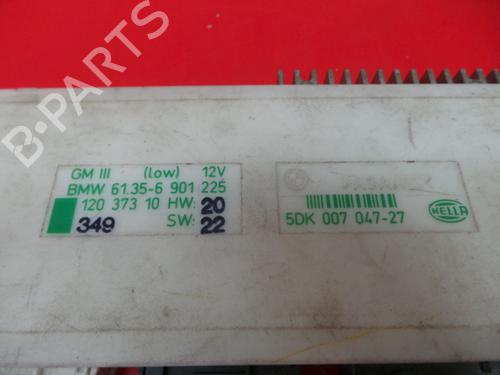 B-PARTS
GM III (low) 12V
BMW 61.35-6 901 225
120 373 10 HW: 20
349 SW: 22
5DK 007 047-27
HELLA